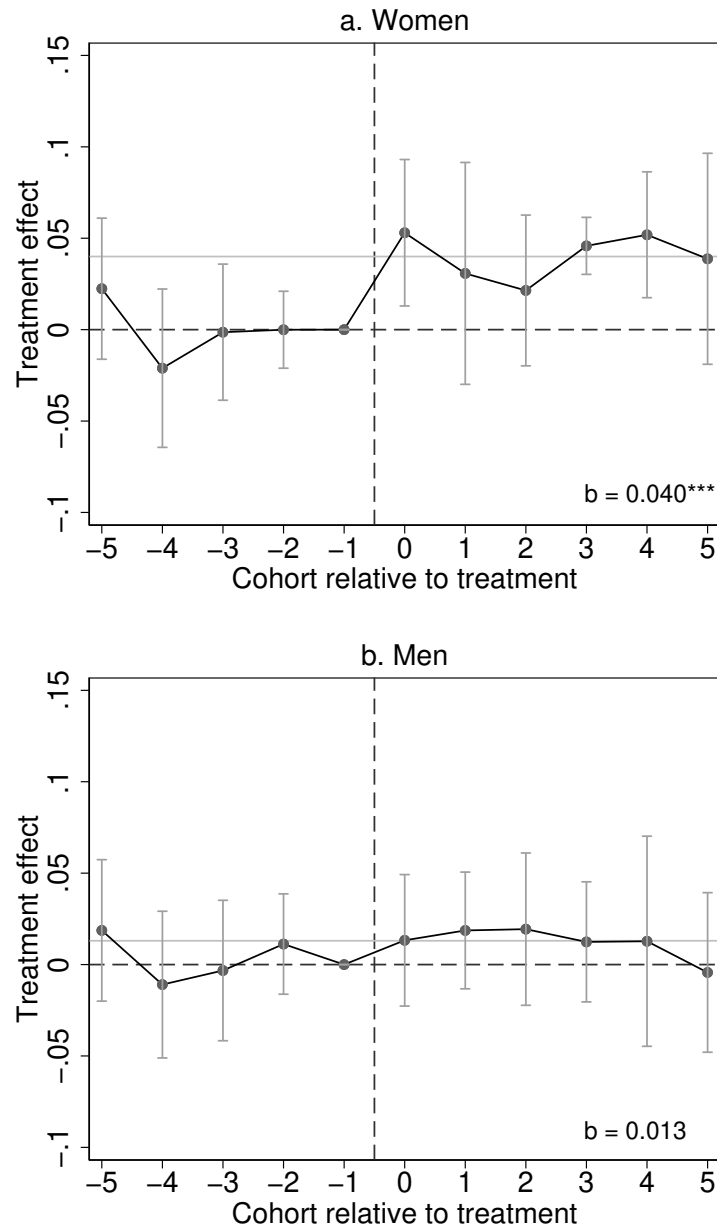 a. Women
Treatment effect
.15
.1
.05
0
-.05
-.1
b = 0.040***
-5 -4 -3 -2 -1 0 1 2 3 4 5
Cohort relative to treatment
b. Men
Treatment effect
.15
.1
.05
0
-.05
-.1
b = 0.013
-5 -4 -3 -2 -1 0 1 2 3 4 5
Cohort relative to treatment